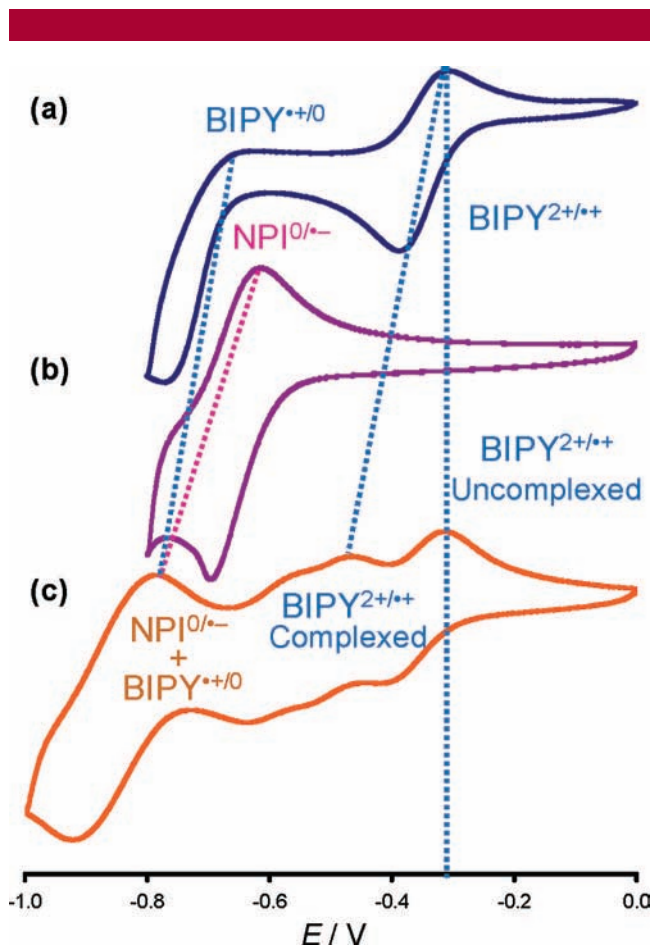 (a)
BIPY•+/0
NPI0/•–
BIPY2+/•+
(b)
BIPY2+/•+
Uncomplexed
(c)
NPI0/•–
+
BIPY•+/0
BIPY2+/•+
Complexed
-1.0 -0.8 -0.6 -0.4 -0.2 0.0
E / V